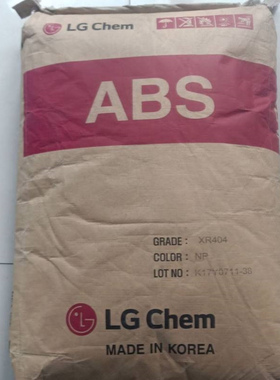 LG Chem
ABS
GRADE: XR404
COLOR: NP
LOT NO :
LG Chem
MADE IN KOREA